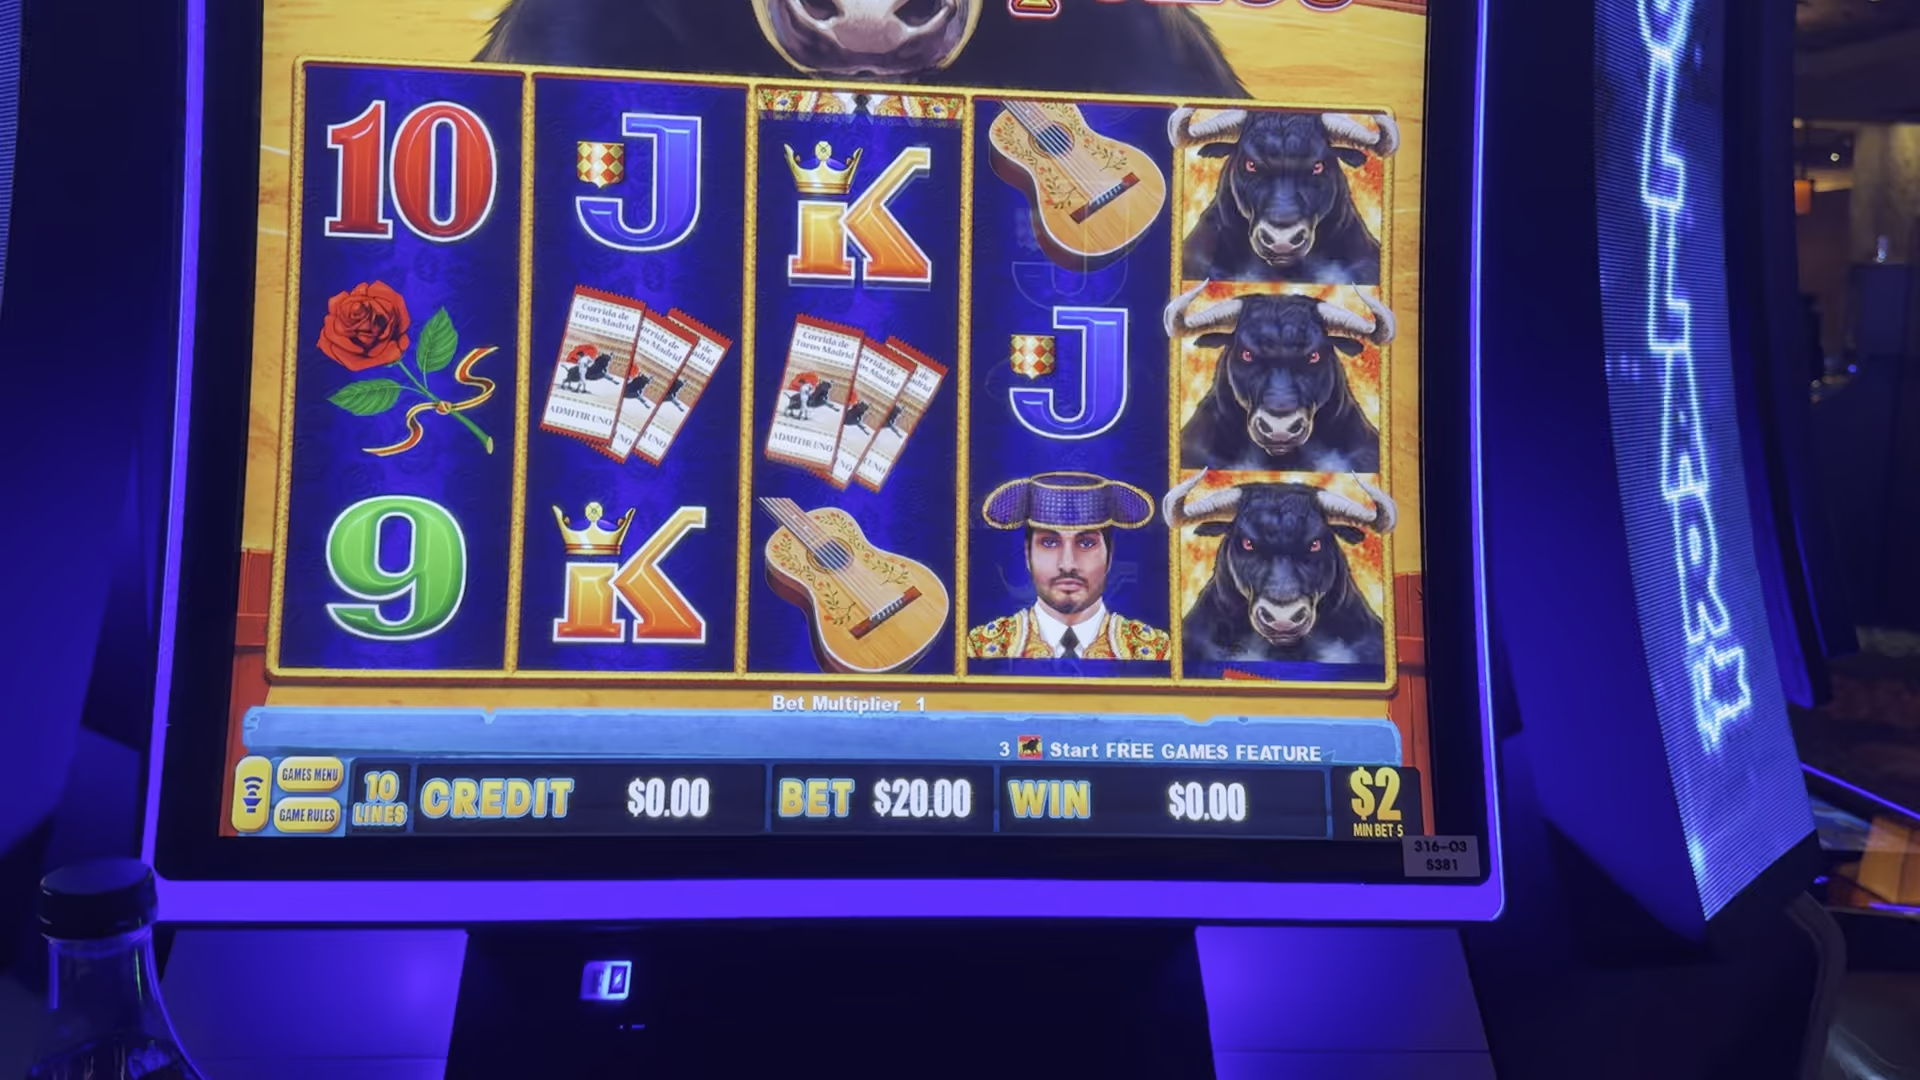 10
J
K
Corrida de
Toros Madrid
ADMITIR UNO
Corrida de
Toros Madrid
ADMITIR UNO
J
9
K
Bet Multiplier 1
3 Start FREE GAMES FEATURE
GAMES MENU
GAME RULES
10
LINES
CREDIT $0.00
BET $20.00
WIN $0.00
$2
MIN BET 5
316-03
5381